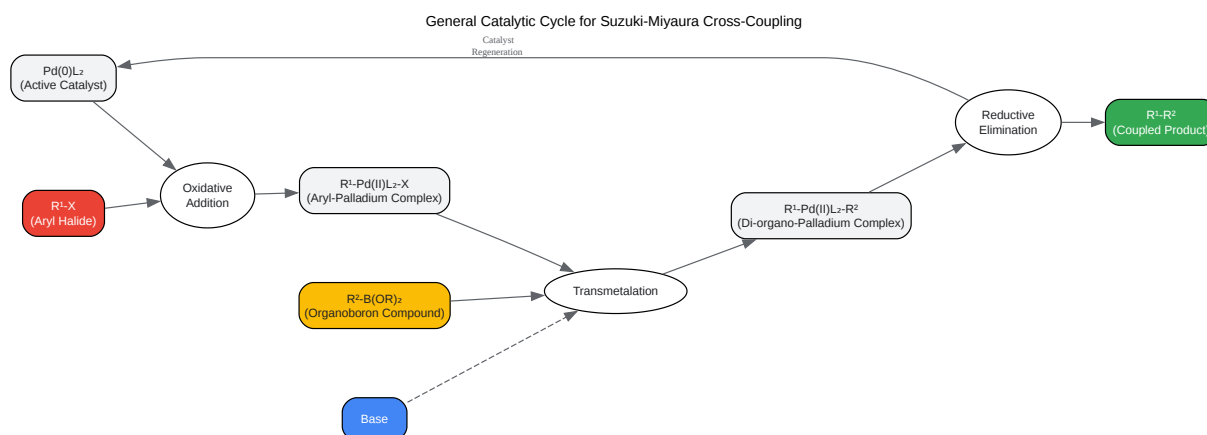 General Catalytic Cycle for Suzuki-Miyaura Cross-Coupling
Catalyst
Regeneration
Pd(0)L₂
(Active Catalyst)
Reductive
Elimination
R¹-R²
(Coupled Product)
Oxidative
Addition
R¹-Pd(II)L₂-X
(Aryl-Palladium Complex)
R¹-X
(Aryl Halide)
R¹-Pd(II)L₂-R²
(Di-organo-Palladium Complex)
Transmetalation
R²-B(OR)₂
(Organoboron Compound)
Base